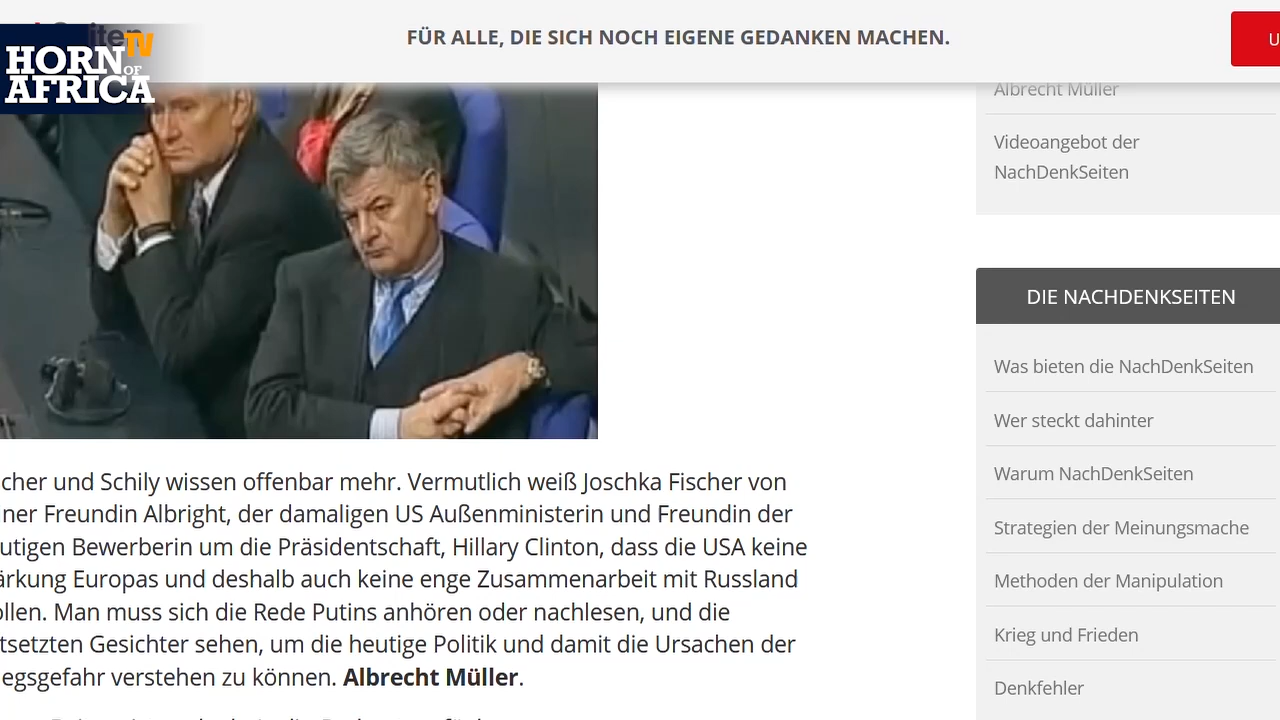 HORN OF AFRICA TV
FÜR ALLE, DIE SICH NOCH EIGENE GEDANKEN MACHEN.
U
Albrecht Müller
Videoangebot der
NachDenkSeiten
DIE NACHDENKSEITEN
Was bieten die NachDenkSeiten
Wer steckt dahinter
Warum NachDenkSeiten
Strategien der Meinungsmache
Methoden der Manipulation
Krieg und Frieden
Denkfehler
cher und Schily wissen offenbar mehr. Vermutlich weiß Joschka Fischer von
ner Freundin Albright, der damaligen US Außenministerin und Freundin der
utigen Bewerberin um die Präsidentschaft, Hillary Clinton, dass die USA keine
ärkung Europas und deshalb auch keine enge Zusammenarbeit mit Russland
ollen. Man muss sich die Rede Putins anhören oder nachlesen, und die
tsetzten Gesichter sehen, um die heutige Politik und damit die Ursachen der
egsgefahr verstehen zu können. Albrecht Müller.